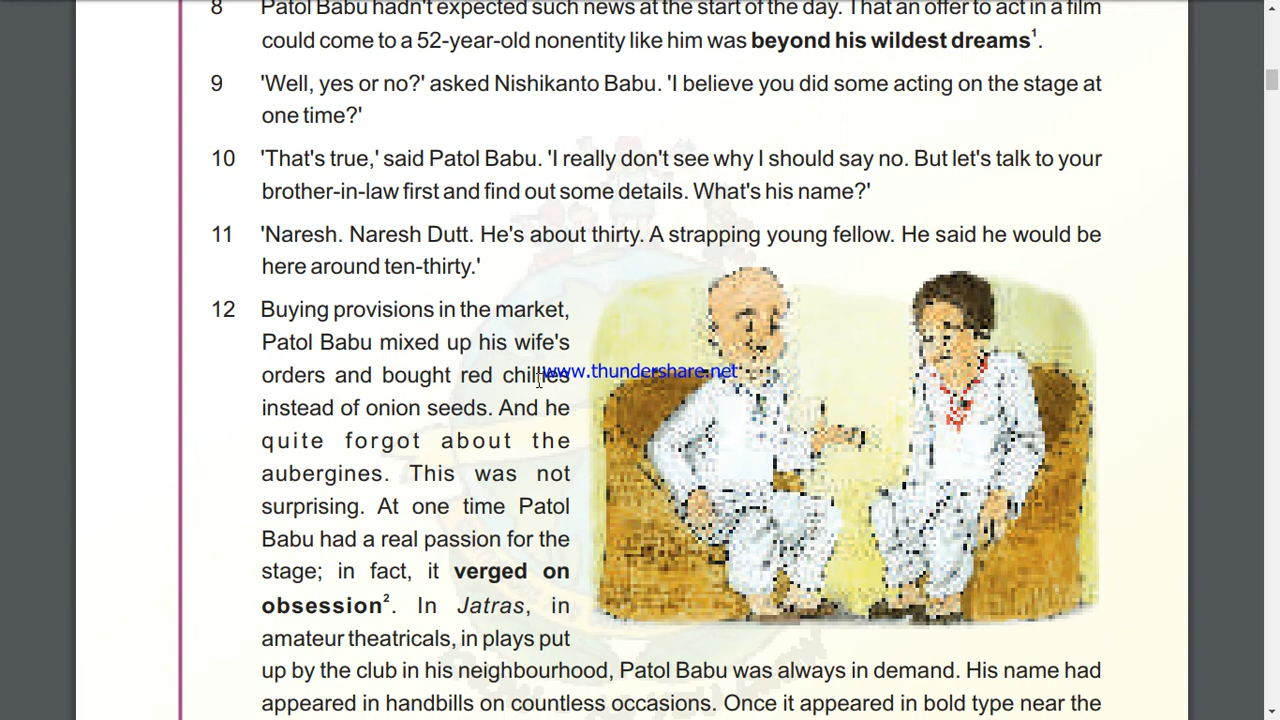 8 Patol Babu hadn't expected such news at the start of the day. That an offer to act in a film
could come to a 52-year-old nonentity like him was beyond his wildest dreams¹.
9 'Well, yes or no?' asked Nishikanto Babu. 'I believe you did some acting on the stage at
one time?'
10 'That's true,' said Patol Babu. 'I really don't see why I should say no. But let's talk to your
brother-in-law first and find out some details. What's his name?'
11 'Naresh. Naresh Dutt. He's about thirty. A strapping young fellow. He said he would be
here around ten-thirty.'
12 Buying provisions in the market,
Patol Babu mixed up his wife's
orders and bought red chillies
www.thundershare.net
instead of onion seeds. And he
quite forgot about the
aubergines. This was not
surprising. At one time Patol
Babu had a real passion for the
stage; in fact, it verged on
obsession². In Jatras, in
amateur theatricals, in plays put
up by the club in his neighbourhood, Patol Babu was always in demand. His name had
appeared in handbills on countless occasions. Once it appeared in bold type near the